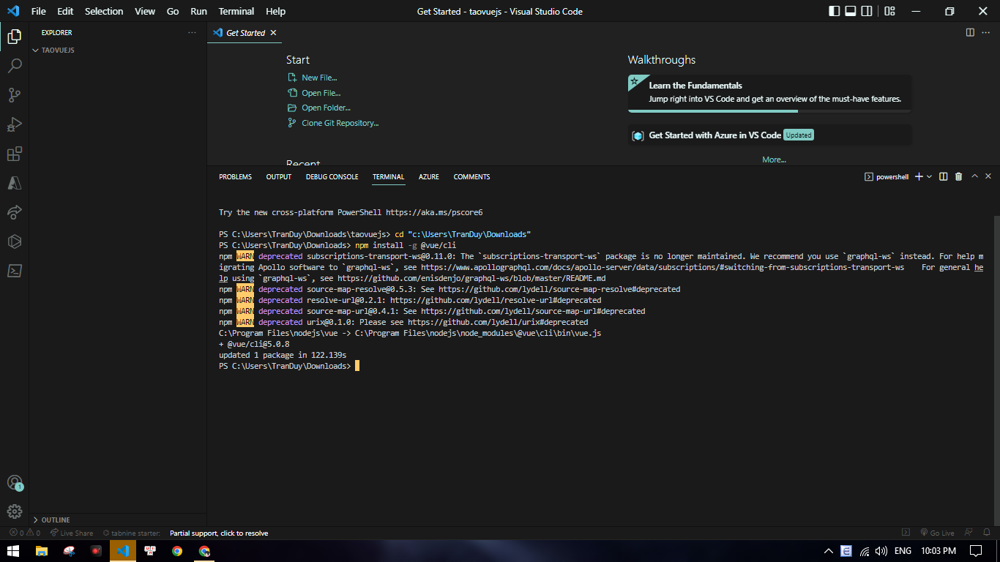 File Edit Selection View Go Run Terminal Help
Get Started - taovuejs - Visual Studio Code
EXPLORER
TAOVUEJS
Get Started
Start
New File...
Open File...
Open Folder...
Clone Git Repository...
Recent
Walkthroughs
Learn the Fundamentals
Jump right into VS Code and get an overview of the must-have features.
Get Started with Azure in VS Code Updated
More...
PROBLEMS OUTPUT DEBUG CONSOLE TERMINAL AZURE COMMENTS
powershell
Try the new cross-platform PowerShell https://aka.ms/pscore6
PS C:\Users\TranDuy\Downloads\taovuejs> cd "c:\Users\TranDuy\Downloads"
PS C:\Users\TranDuy\Downloads> npm install -g @vue/cli
npm WARN deprecated subscriptions-transport-ws@0.11.0: The `subscriptions-transport-ws` package is no longer maintained. We recommend you use `graphql-ws` instead. For help m
igrating Apollo software to `graphql-ws`, see https://www.apollographql.com/docs/apollo-server/data/subscriptions/#switching-from-subscriptions-transport-ws    For general he
lp using `graphql-ws`, see https://github.com/enisdenjo/graphql-ws/blob/master/README.md
npm WARN deprecated source-map-resolve@0.5.3: See https://github.com/lydell/source-map-resolve#deprecated
npm WARN deprecated resolve-url@0.2.1: https://github.com/lydell/resolve-url#deprecated
npm WARN deprecated source-map-url@0.4.1: See https://github.com/lydell/source-map-url#deprecated
npm WARN deprecated urix@0.1.0: Please see https://github.com/lydell/urix#deprecated
C:\Program Files\nodejs\vue -> C:\Program Files\nodejs\node_modules\@vue\cli\bin\vue.js
+ @vue/cli@5.0.8
updated 1 package in 122.139s
PS C:\Users\TranDuy\Downloads>
1
OUTLINE
0 0 Live Share tabnine starter: Partial support, click to resolve
Go Live
ENG 10:03 PM